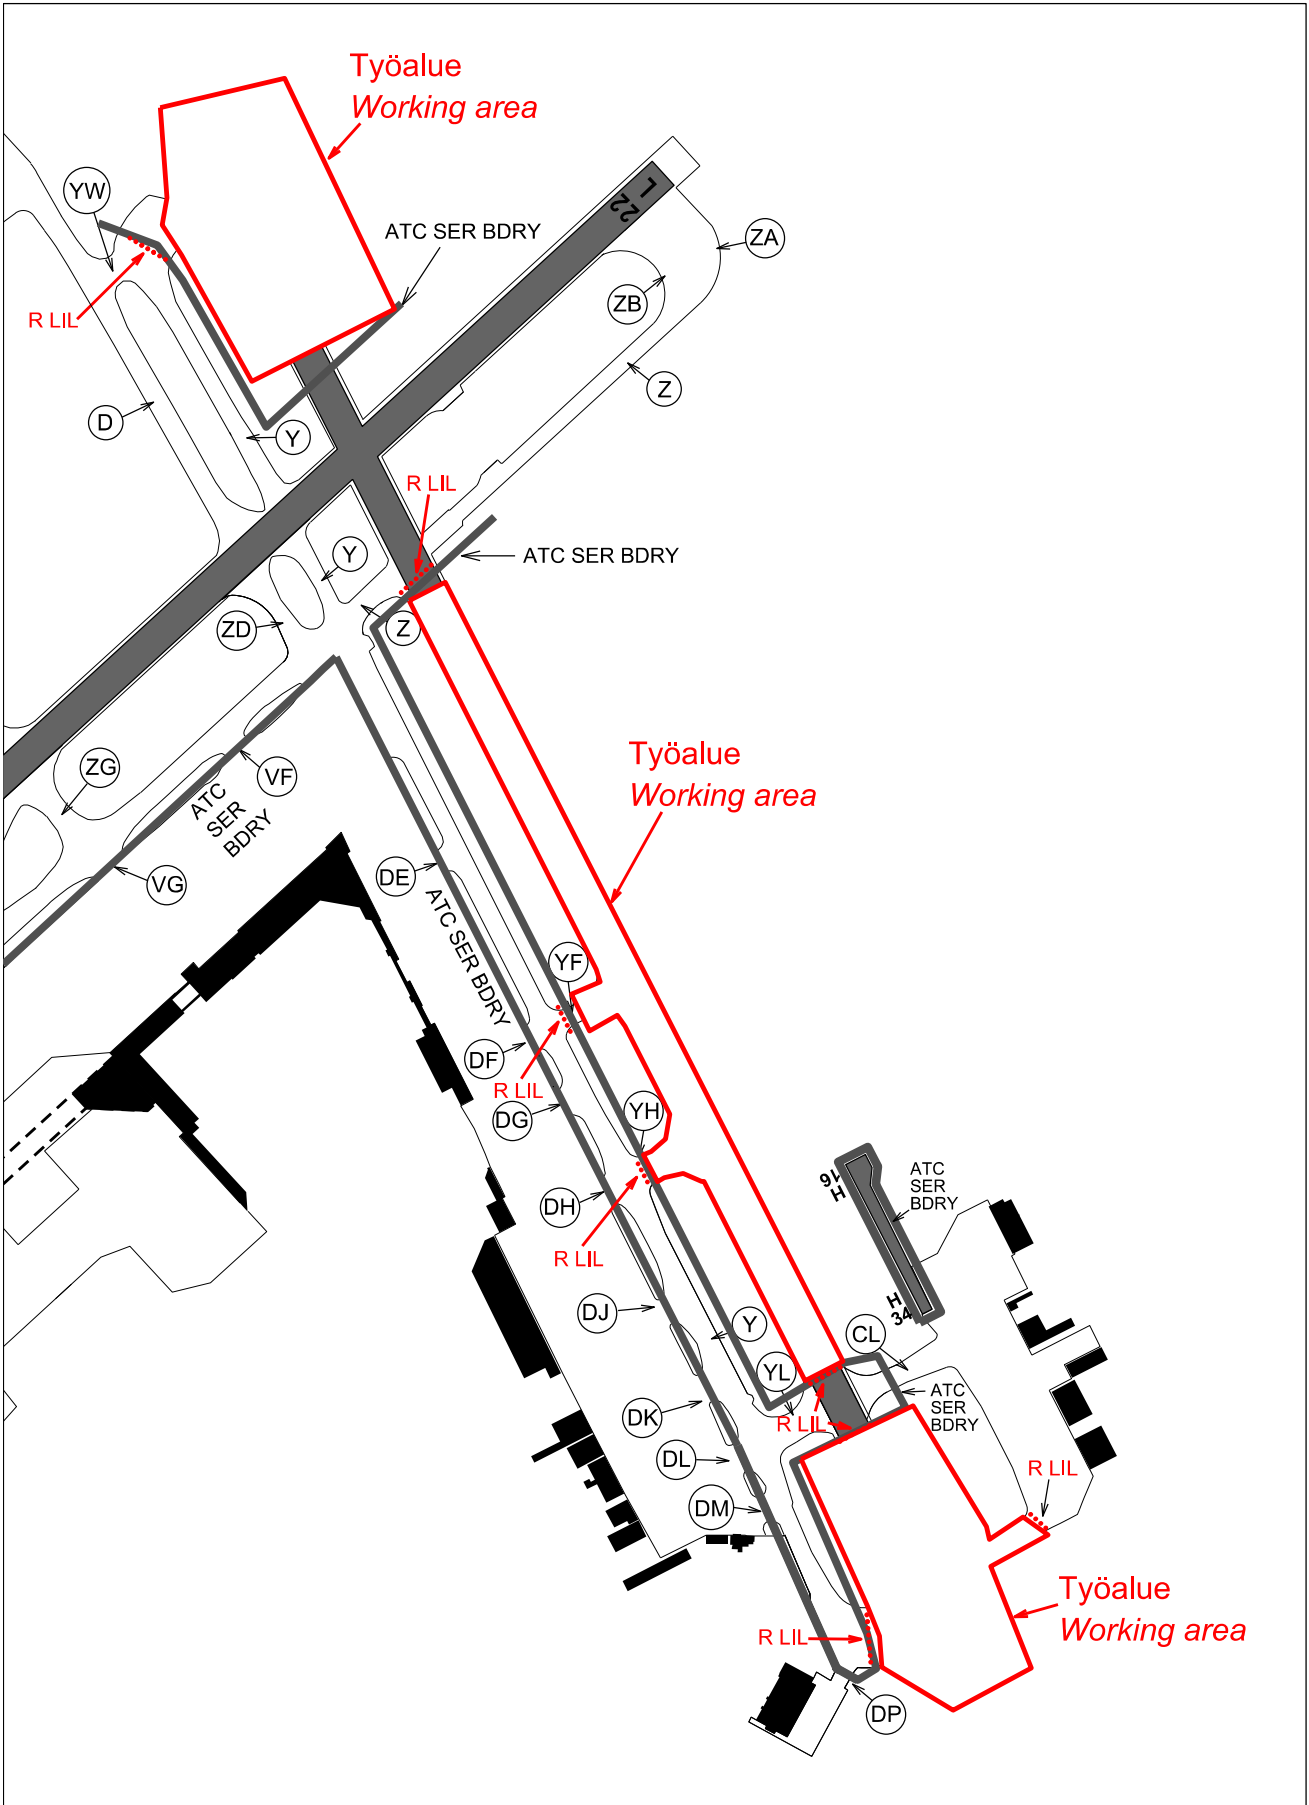 Työalue
Working area
YW
22
L
ATC SER BDRY
ZA
ZB
R LIL
Z
D
Y
R LIL
ATC SER BDRY
Y
ZD
Z
Työalue
Working area
ZG
VF
ATC
SER
BDRY
VG
DE
ATC SER BDRY
YF
DF
R LIL
DG
YH
DH
R LIL
16
H
ATC
SER
BDRY
DJ
Y
H
34
CL
YL
ATC
SER
BDRY
DK
R LIL
DL
R LIL
DM
Työalue
Working area
R LIL
DP